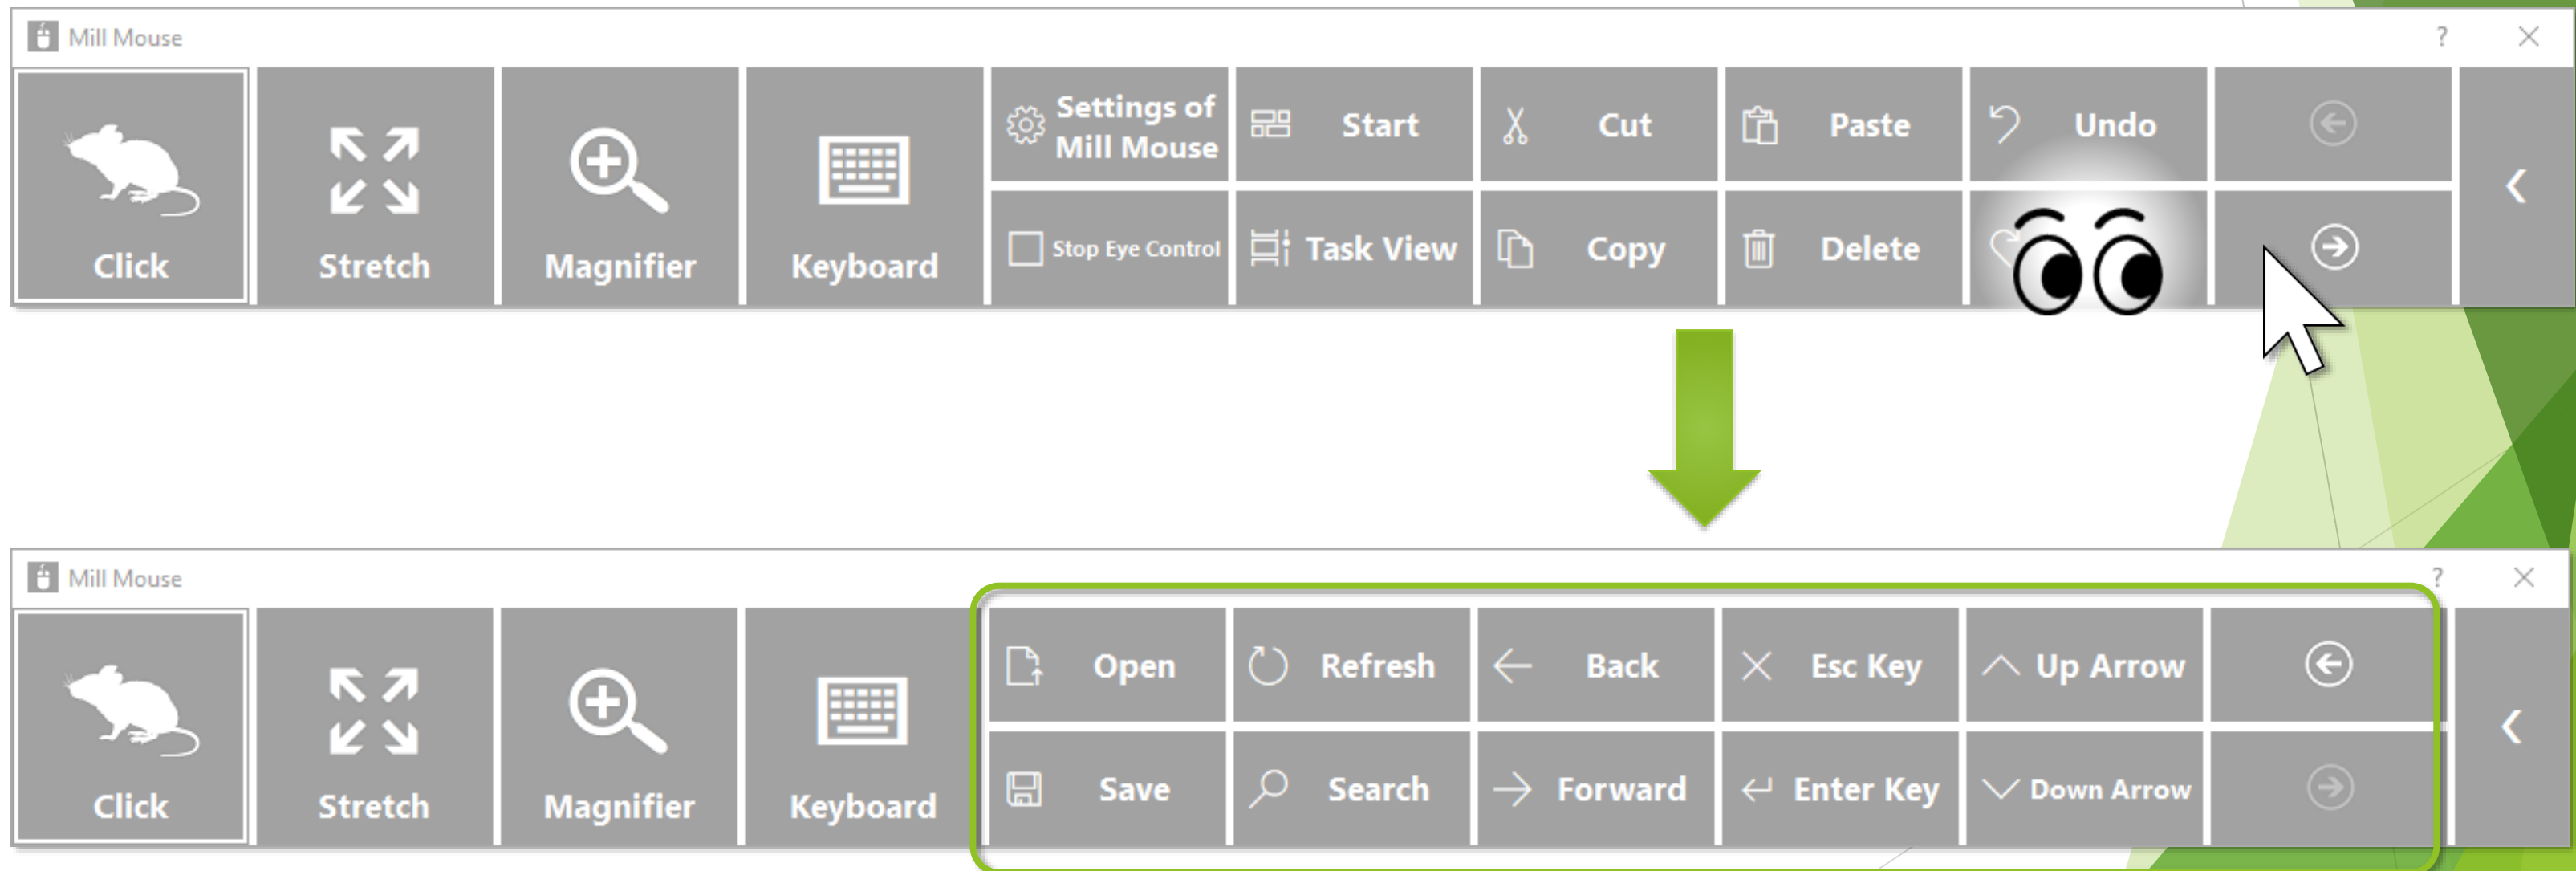 Mill Mouse
?
Settings of
Mill Mouse
Start
Cut
Paste
Undo
Click
Stretch
Magnifier
Keyboard
Stop Eye Control
Task View
Copy
Delete
Mill Mouse
?
Open
Refresh
Back
Esc Key
Up Arrow
Click
Stretch
Magnifier
Keyboard
Save
Search
Forward
Enter Key
Down Arrow